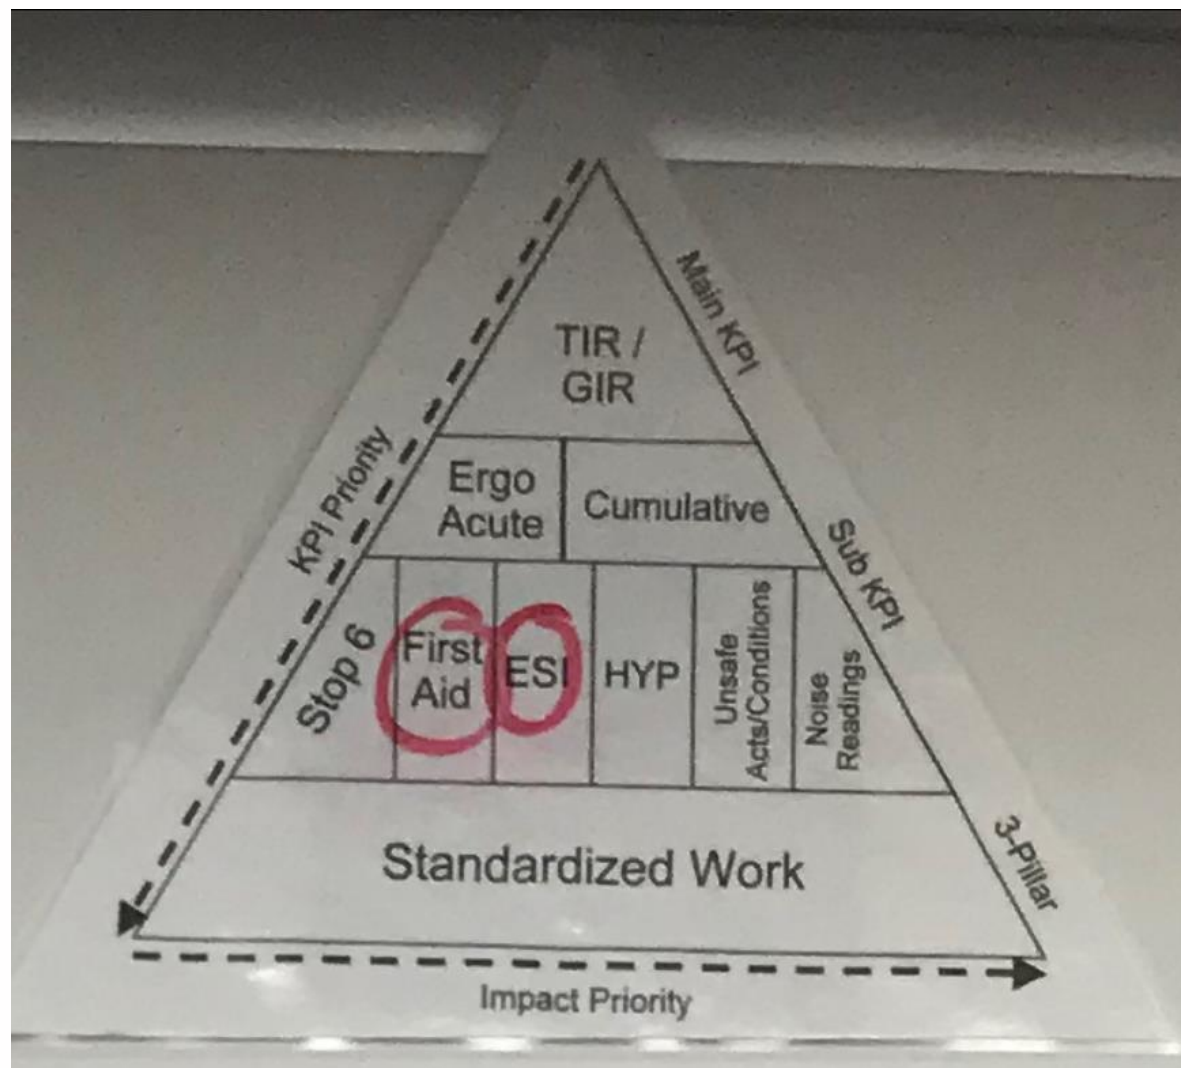 TIR /
GIR
Main KPI
KPI Priority
Ergo
Acute
Cumulative
Sub KPI
Stop 6
First
Aid
ESI
HYP
Unsafe
Acts/Conditions
Noise
Readings
Standardized Work
3-Pillar
Impact Priority